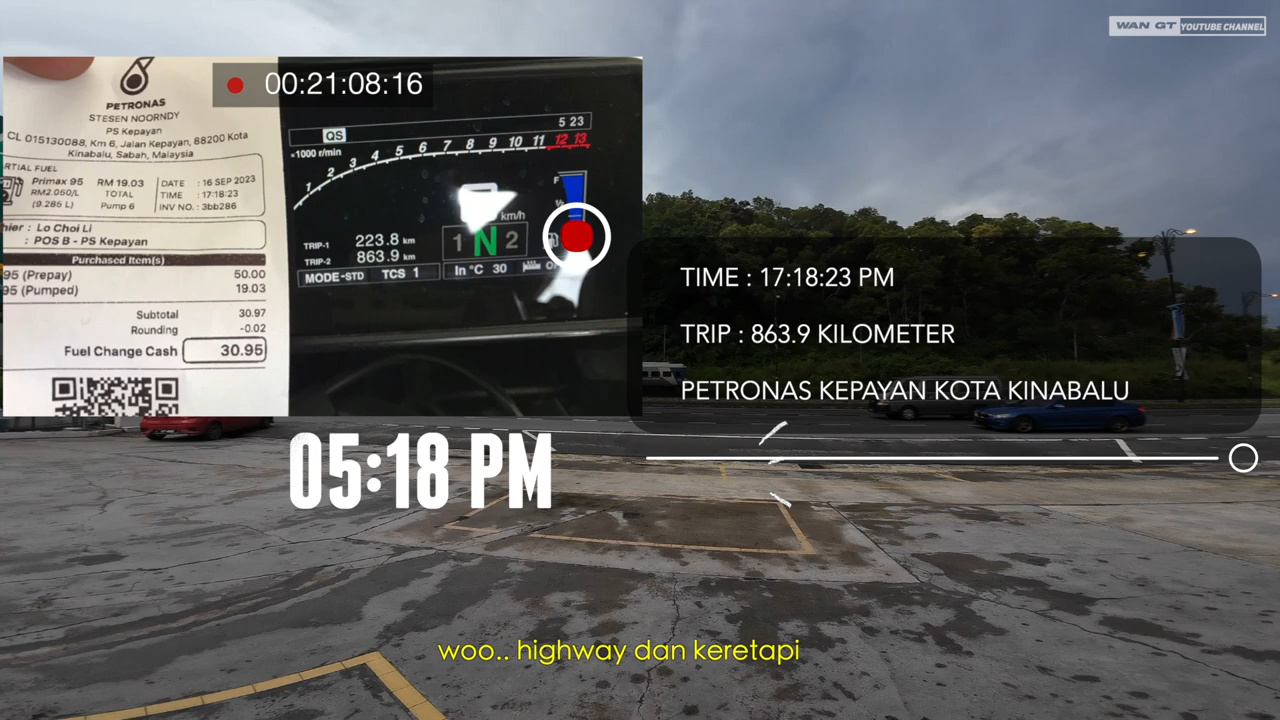 WAN GT YOUTUBE CHANNEL
00:21:08:16
PETRONAS
STESEN NOORNDY
PS Kepayan
CL 015130088, Km 6, Jalan Kepayan, 88200 Kota
Kinabalu, Sabah, Malaysia
RTIAL FUEL
Primax 95 RM 19.03 DATE : 16 SEP 2023
RM2.050/L TOTAL TIME : 17:18:23
(9.285 L) Pump 6 INV NO. : 3bb286
hier : Lo Choi Li
: POS B - PS Kepayan
Purchased Item(s)
95 (Prepay) 50.00
95 (Pumped) 19.03
Subtotal 30.97
Rounding -0.02
Fuel Change Cash 30.95
QS 5 23
×1000 r/min
1 2 3 4 5 6 7 8 9 10 11 12 13
F
km/h
TRIP-1 223.8 km
TRIP-2 863.9 km
1 N 2
MODE-STD TCS 1 In °C 30
TIME : 17:18:23 PM
TRIP : 863.9 KILOMETER
PETRONAS KEPAYAN KOTA KINABALU
05:18 PM
woo.. highway dan keretapi